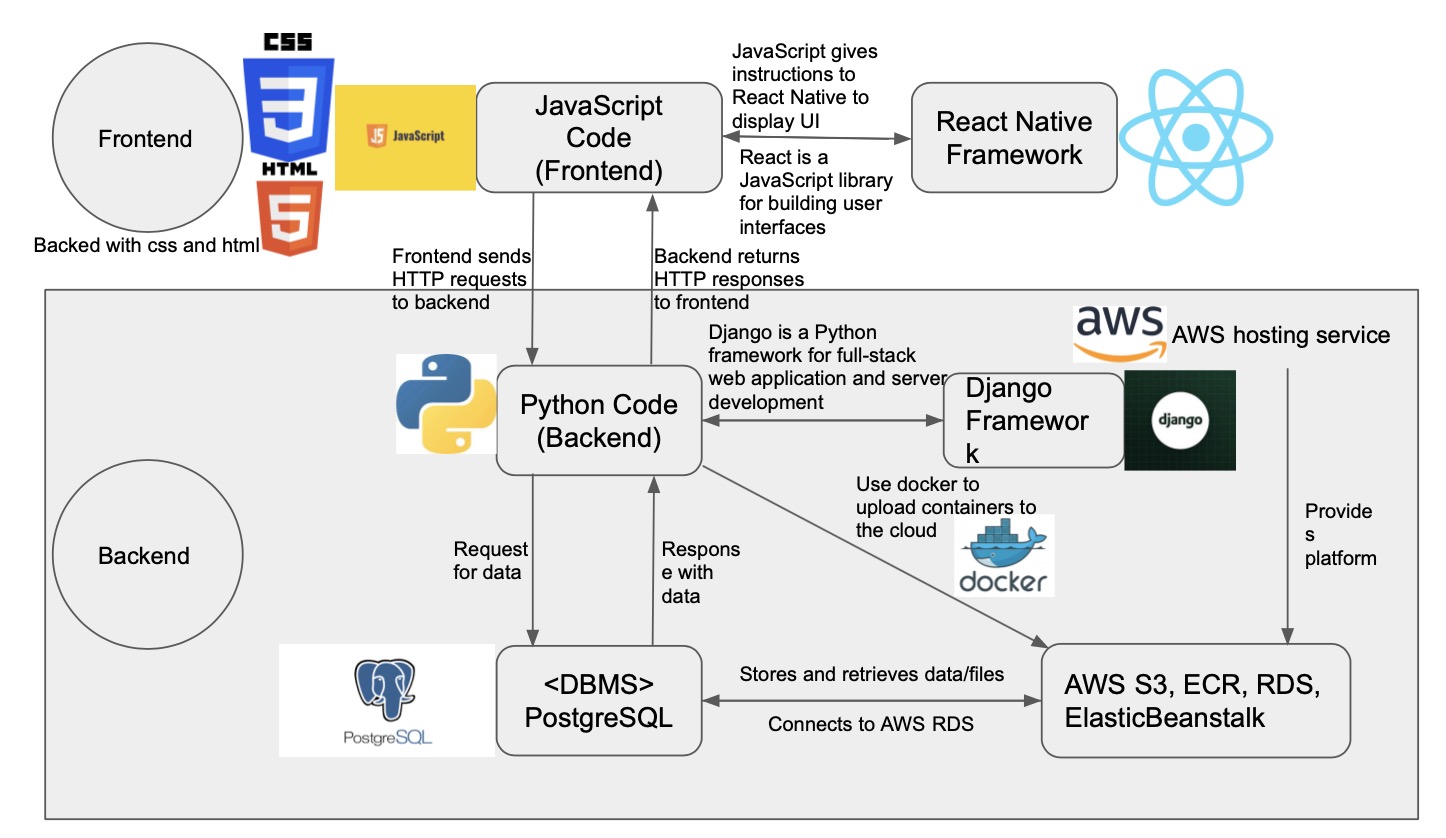 CSS
HTML
Frontend
Backed with css and html
JavaScript
JavaScript
Code
(Frontend)
JavaScript gives
instructions to
React Native to
display UI
React is a
JavaScript library
for building user
interfaces
React Native
Framework
Frontend sends
HTTP requests
to backend
Backend returns
HTTP responses
to frontend
aws
AWS hosting service
Django is a Python
framework for full-stack
web application and server
development
Python Code
(Backend)
Django
Framewor
k
django
Use docker to
upload containers to
the cloud
docker
Provide
s
platform
Backend
Request
for data
Respons
e with
data
PostgreSQL
<DBMS>
PostgreSQL
Stores and retrieves data/files
Connects to AWS RDS
AWS S3, ECR, RDS,
ElasticBeanstalk